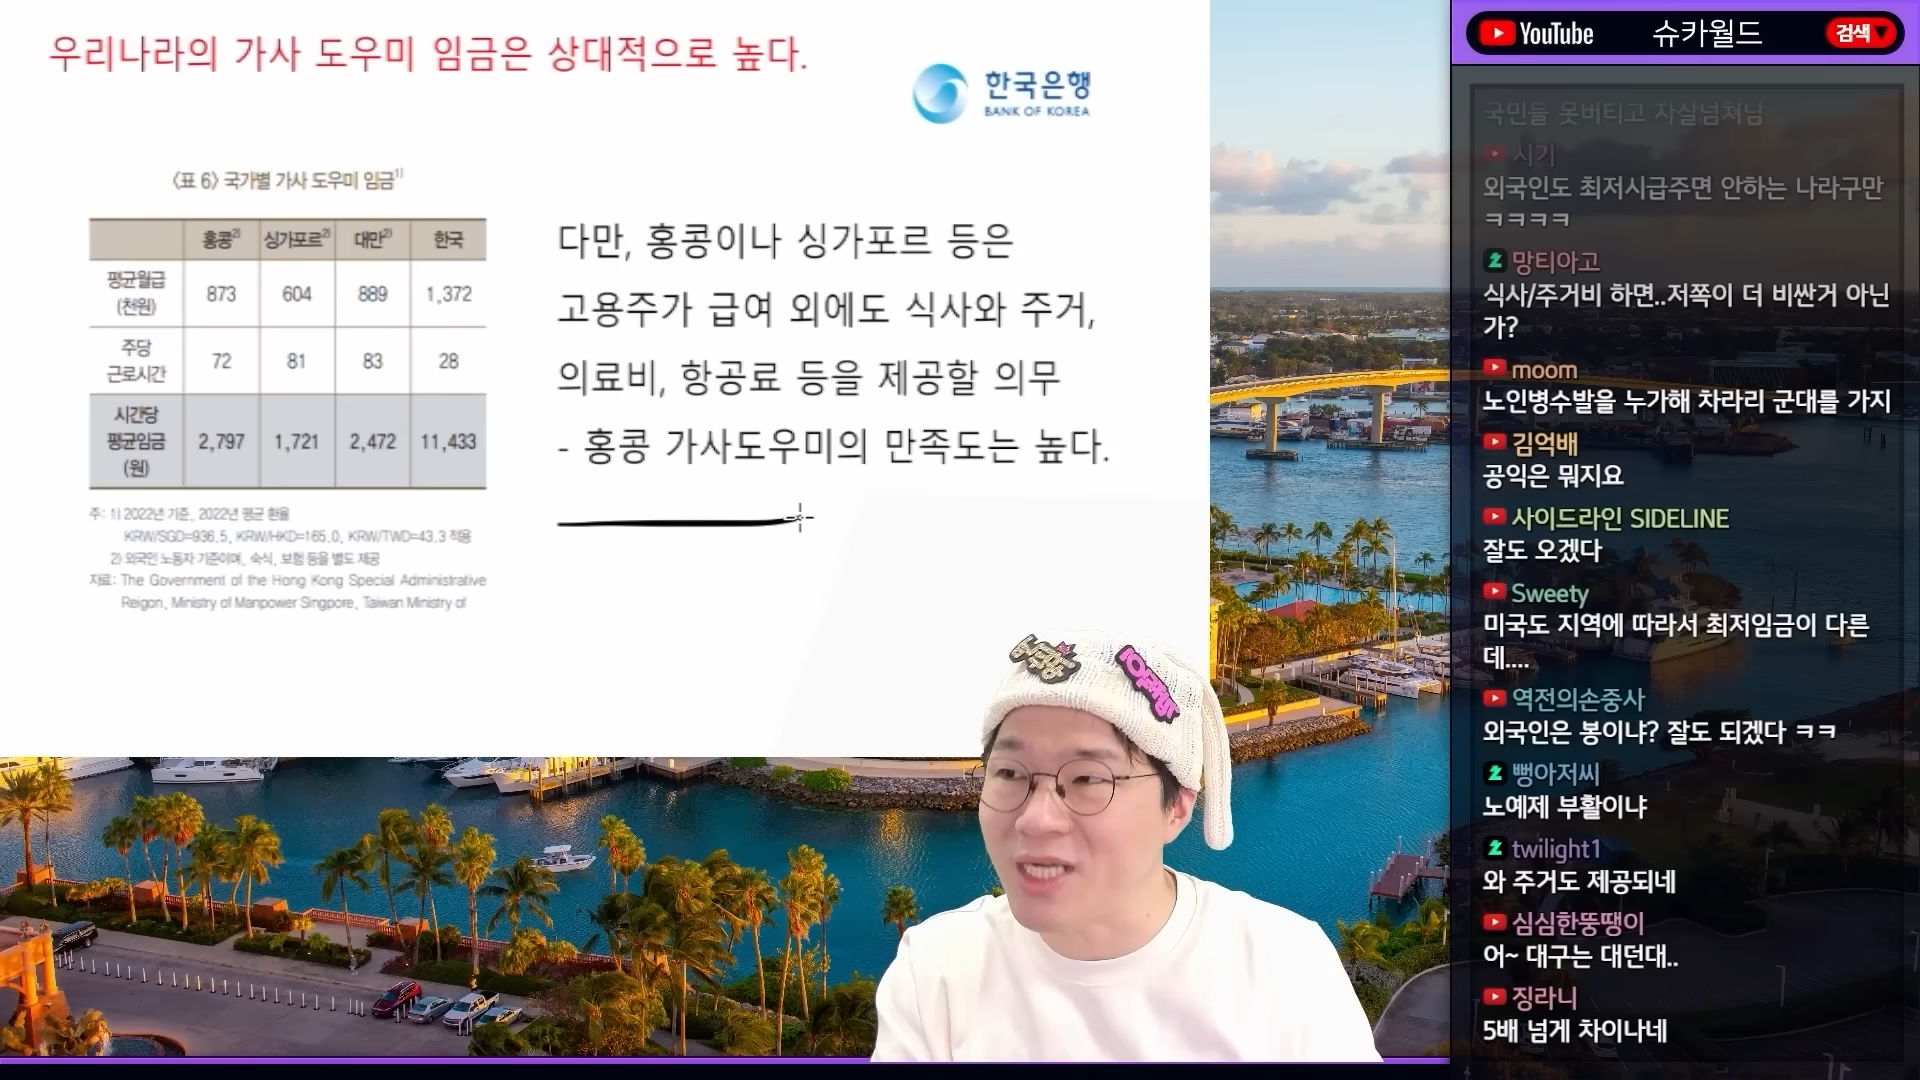 우리나라의 가사 도우미 임금은 상대적으로 높다.
한국은행
BANK OF KOREA
<표 6> 국가별 가사 도우미 임금1)
홍콩2) 싱가포르2) 대만2) 한국
평균월급
(천원)
873 604 889 1,372
주당
근로시간
72 81 83 28
시간당
평균임금
(원)
2,797 1,721 2,472 11,433
주: 1) 2022년 기준, 2022년 평균 환율
KRW/SGD=936.5, KRW/HKD=165.0, KRW/TWD=43.3 적용
2) 외국인 노동자 기준이며, 숙식, 보험 등을 별도 제공
자료: The Government of the Hong Kong Special Administrative
Reigon, Ministry of Manpower Singpore, Taiwan Ministry of
다만, 홍콩이나 싱가포르 등은
고용주가 급여 외에도 식사와 주거,
의료비, 항공료 등을 제공할 의무
- 홍콩 가사도우미의 만족도는 높다.
YouTube 슈카월드 검색
국민들 못버티고 자살넘쳐남
시기
외국인도 최저시급주면 안하는 나라구만
ㅋㅋㅋㅋ
망티아고
식사/주거비 하면..저쪽이 더 비싼거 아닌
가?
moom
노인병수발을 누가해 차라리 군대를 가지
김억배
공익은 뭐지요
사이드라인 SIDELINE
잘도 오겠다
Sweety
미국도 지역에 따라서 최저임금이 다른
데....
역전의손중사
외국인은 봉이냐? 잘도 되겠다 ㅋㅋ
뻥아저씨
노예제 부활이냐
twilight1
와 주거도 제공되네
심심한뚱땡이
어~ 대구는 대던대..
징라니
5배 넘게 차이나네